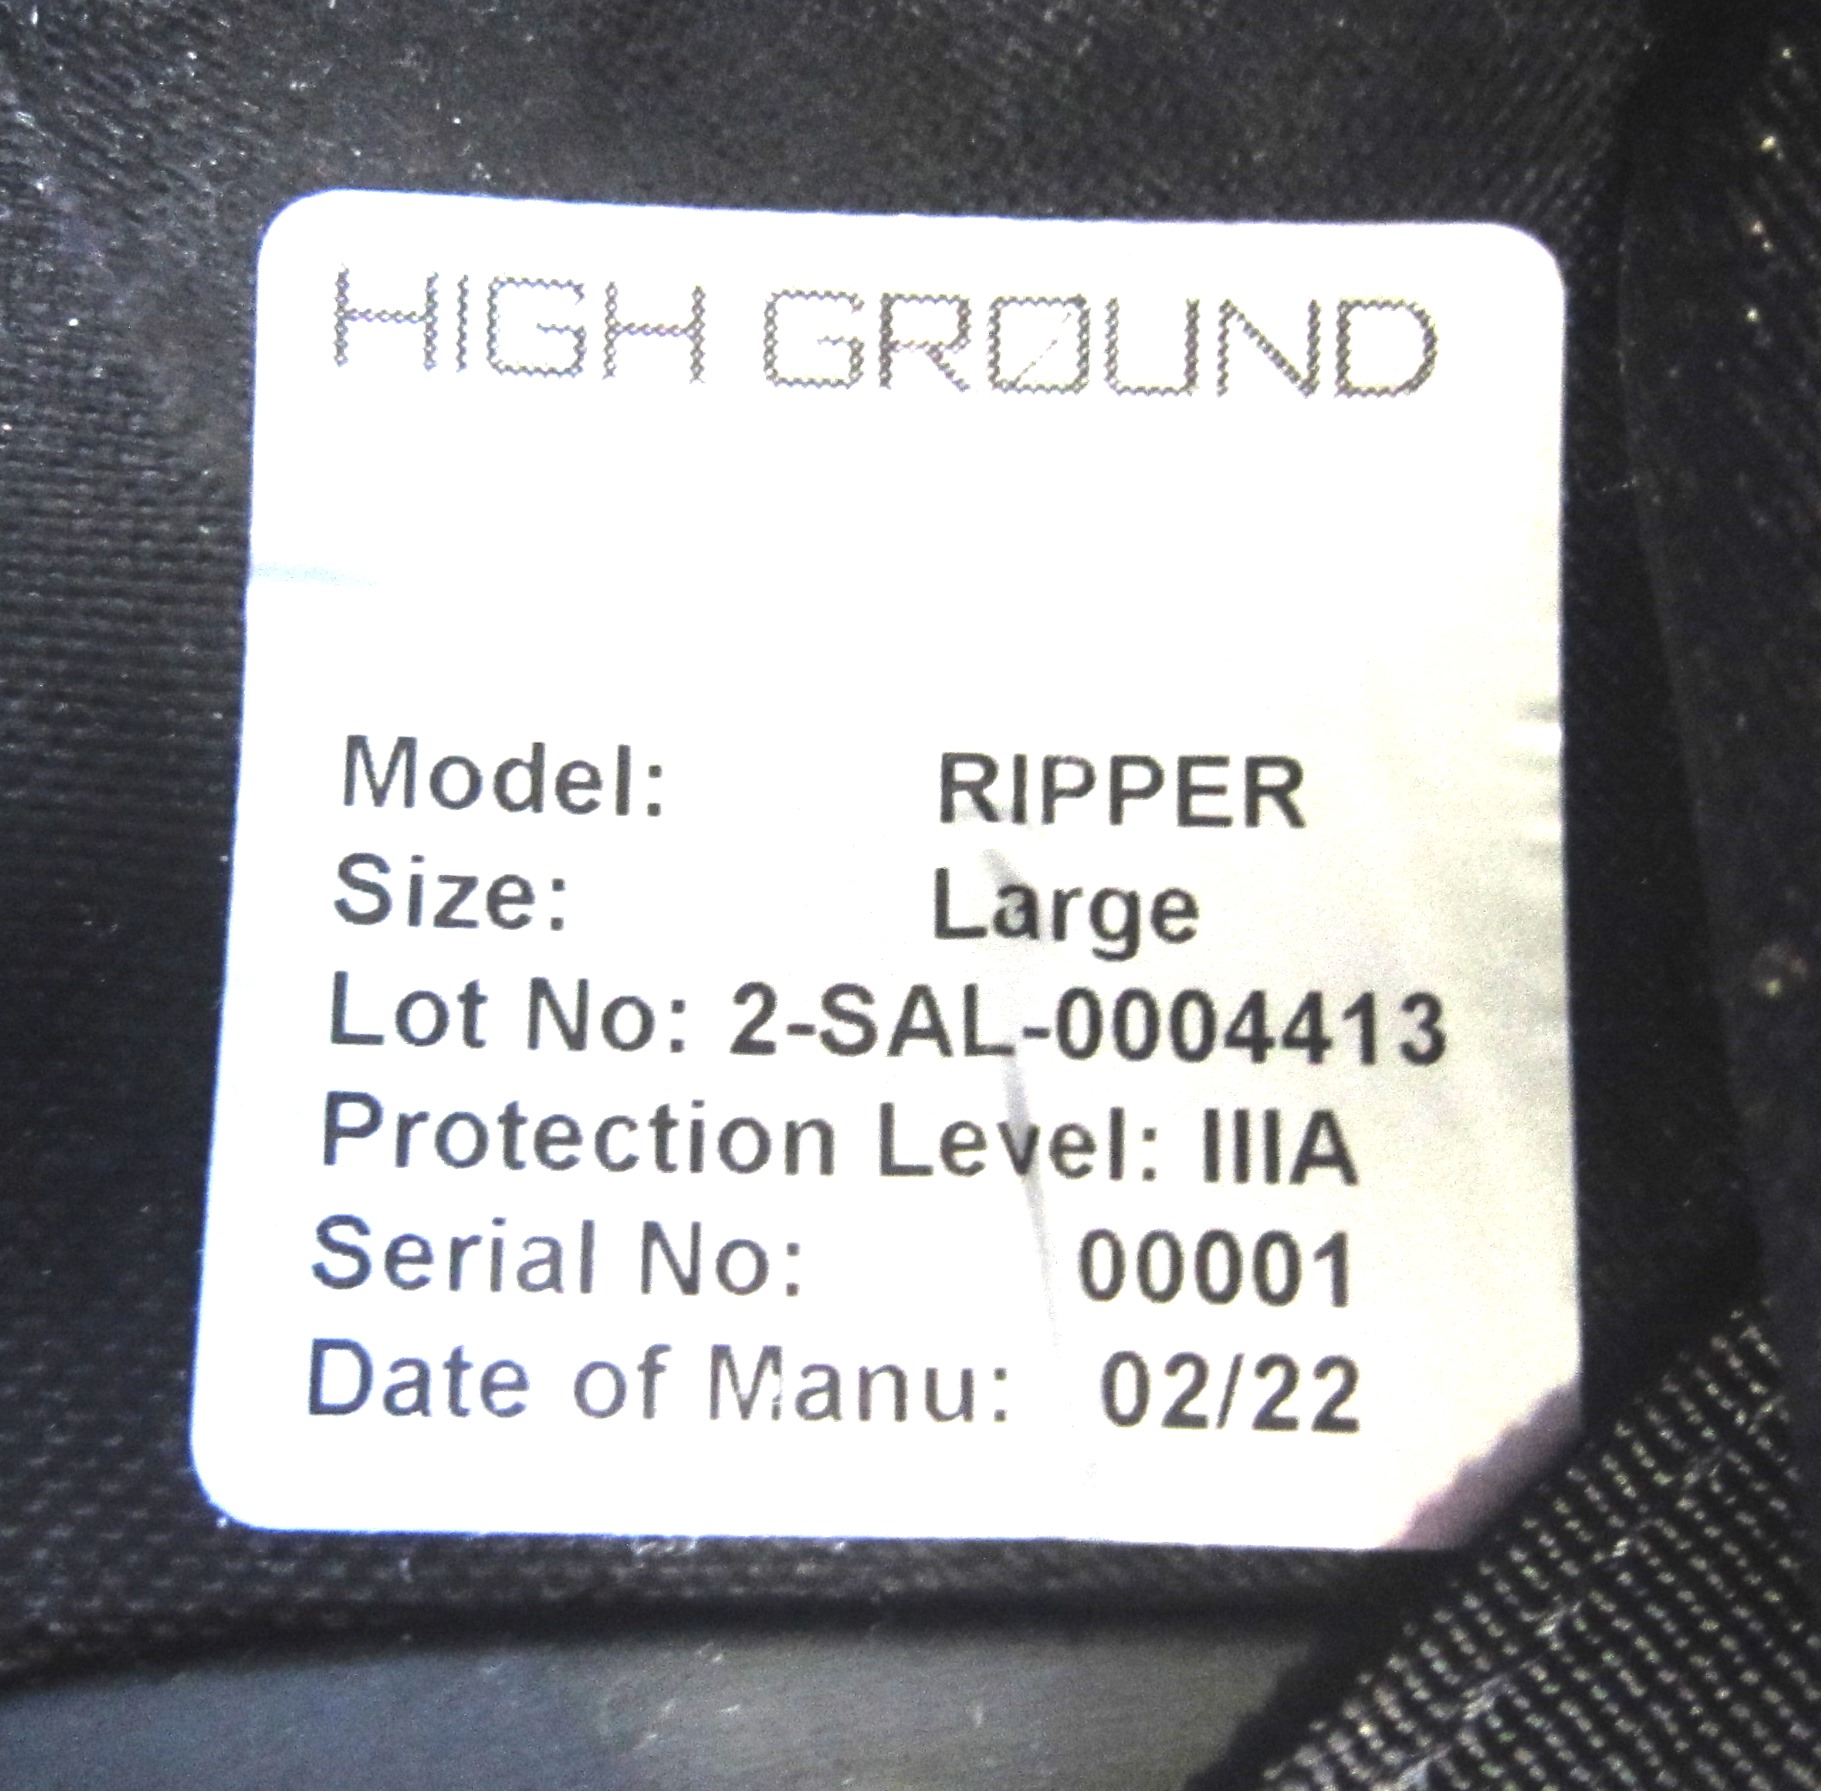 HIGH GRØUND
Model: RIPPER
Size: Large
Lot No: 2-SAL-0004413
Protection Level: IIIA
Serial No: 00001
Date of Manu: 02/22